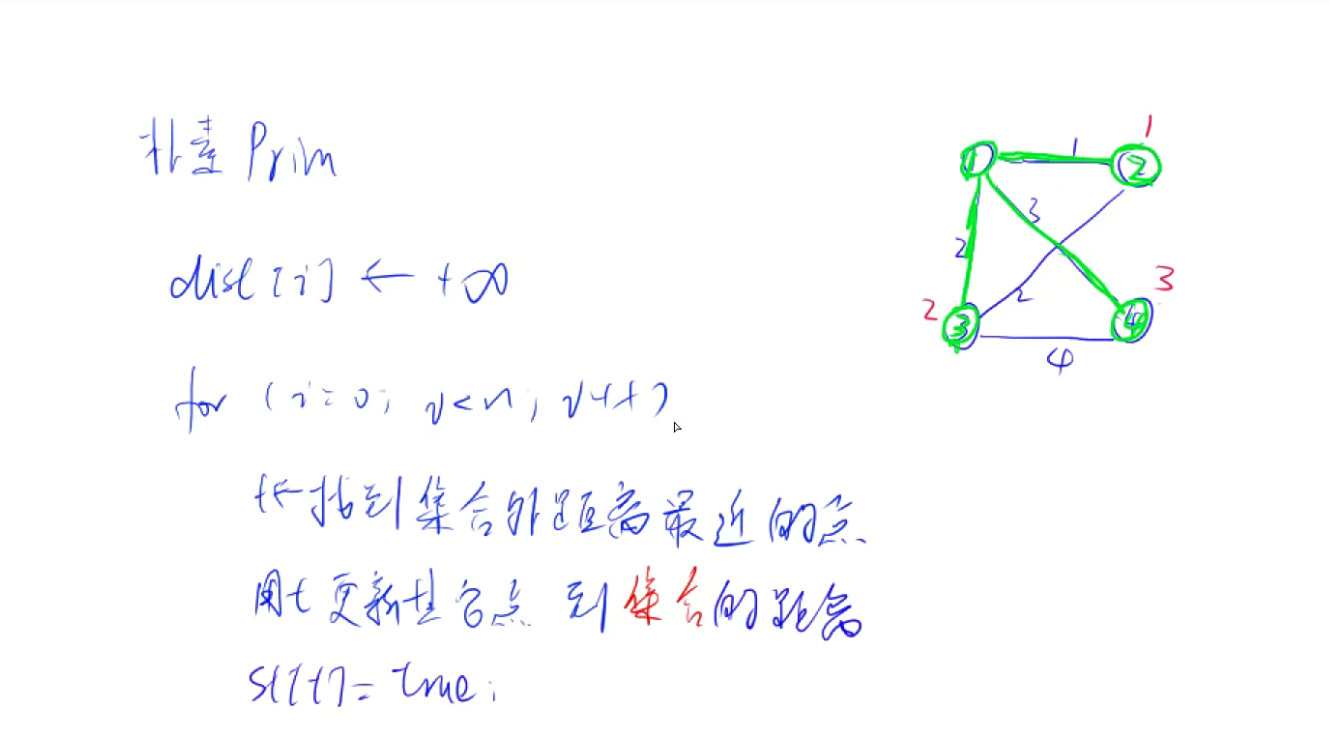 朴素 Prim
dist[i] ← +∞
for (i=0; i<n; i++)
t←找到集合外距离最近的点
用t更新其它点到集合的距离
st[t]=true;
1
1
1
2
3
2
2
3
2
3
4
4